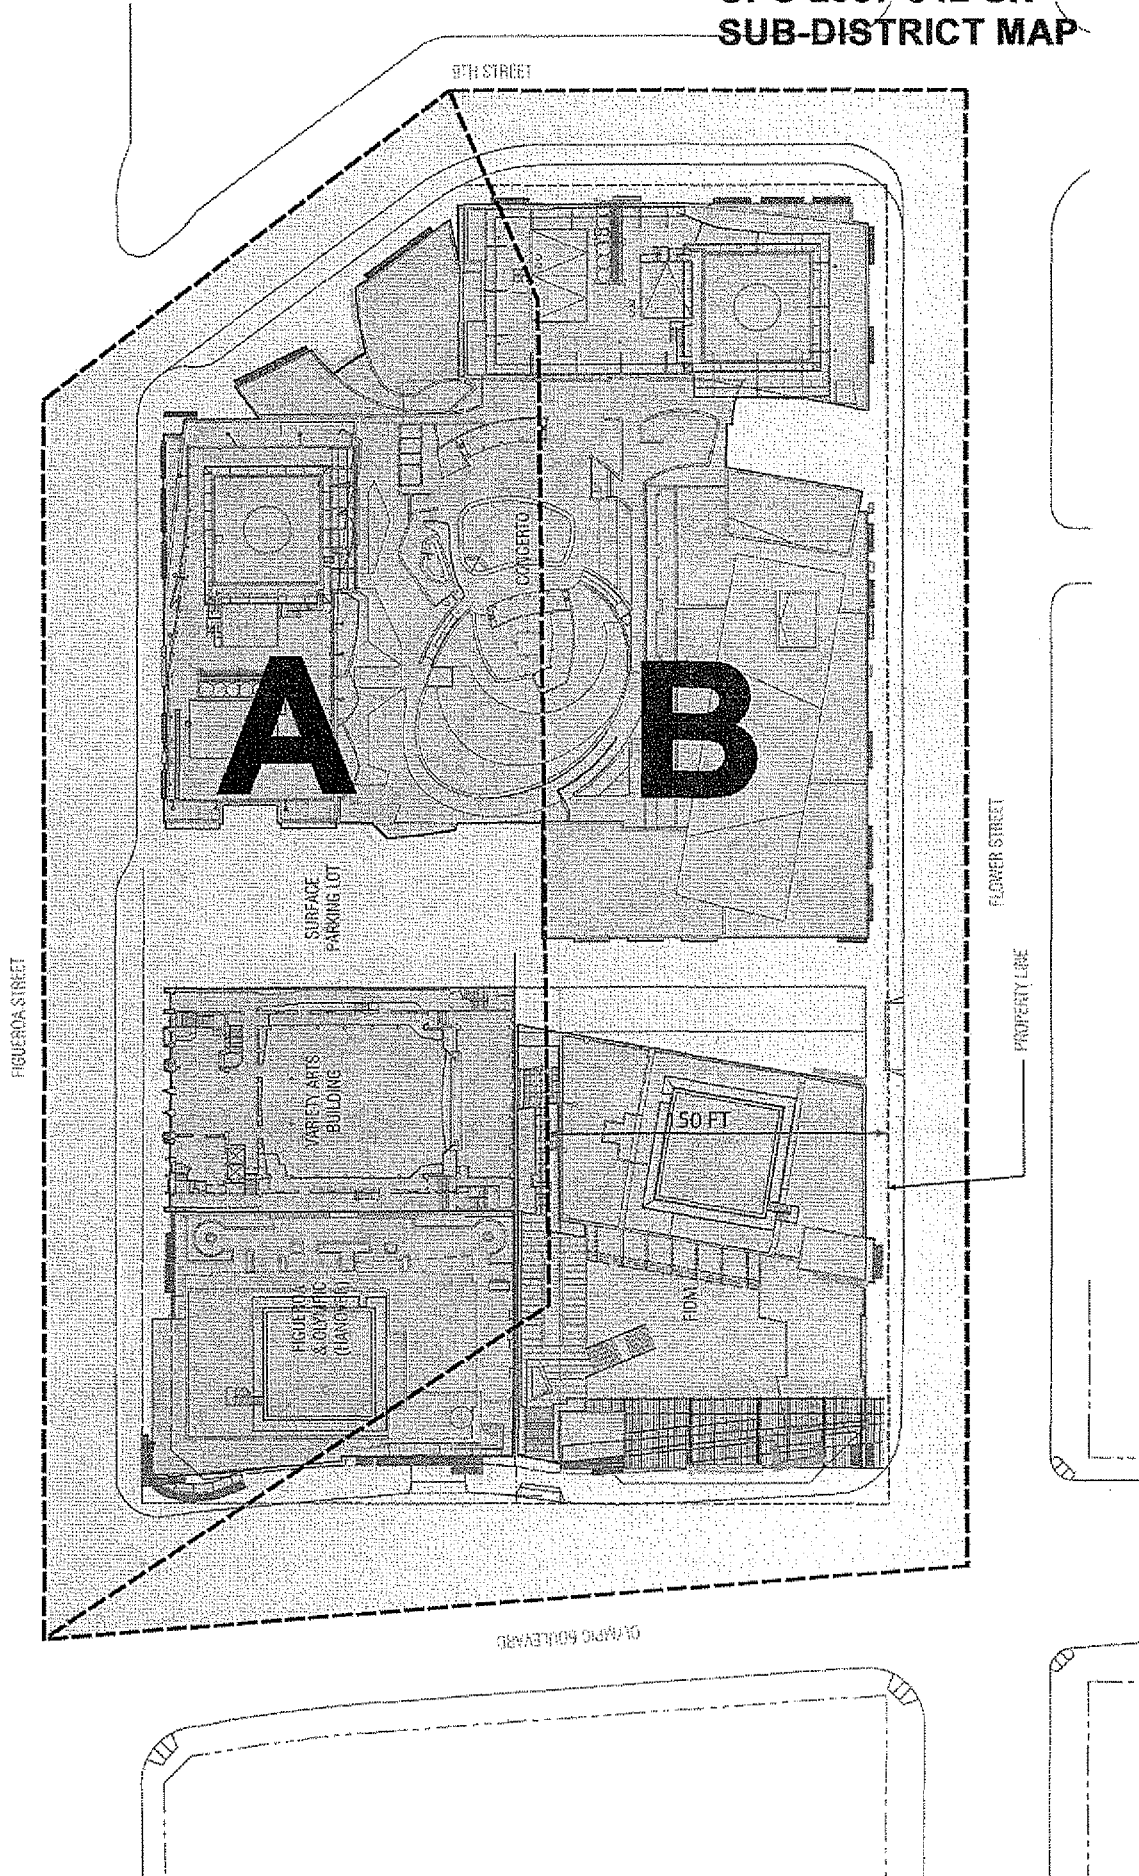 SUB-DISTRICT MAP
9TH STREET
CONCERTO
A
B
SURFACE
PARKING LOT
FLOWER STREET
FIGUEROA STREET
PROPERTY LINE
VARIETY ARTS
BUILDING
150 FT
FIGUEROA
& OLYMPIC
(HANOVER)
FIDM
OLYMPIC BOULEVARD